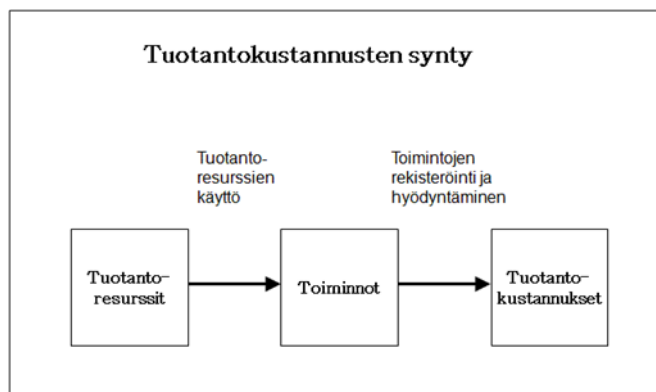 Tuotantokustannusten synty
Tuotanto-
resurssien
käyttö
Toimintojen
rekisteröinti ja
hyödyntäminen
Tuotanto-
resurssit
Toiminnot
Tuotanto-
kustannukset